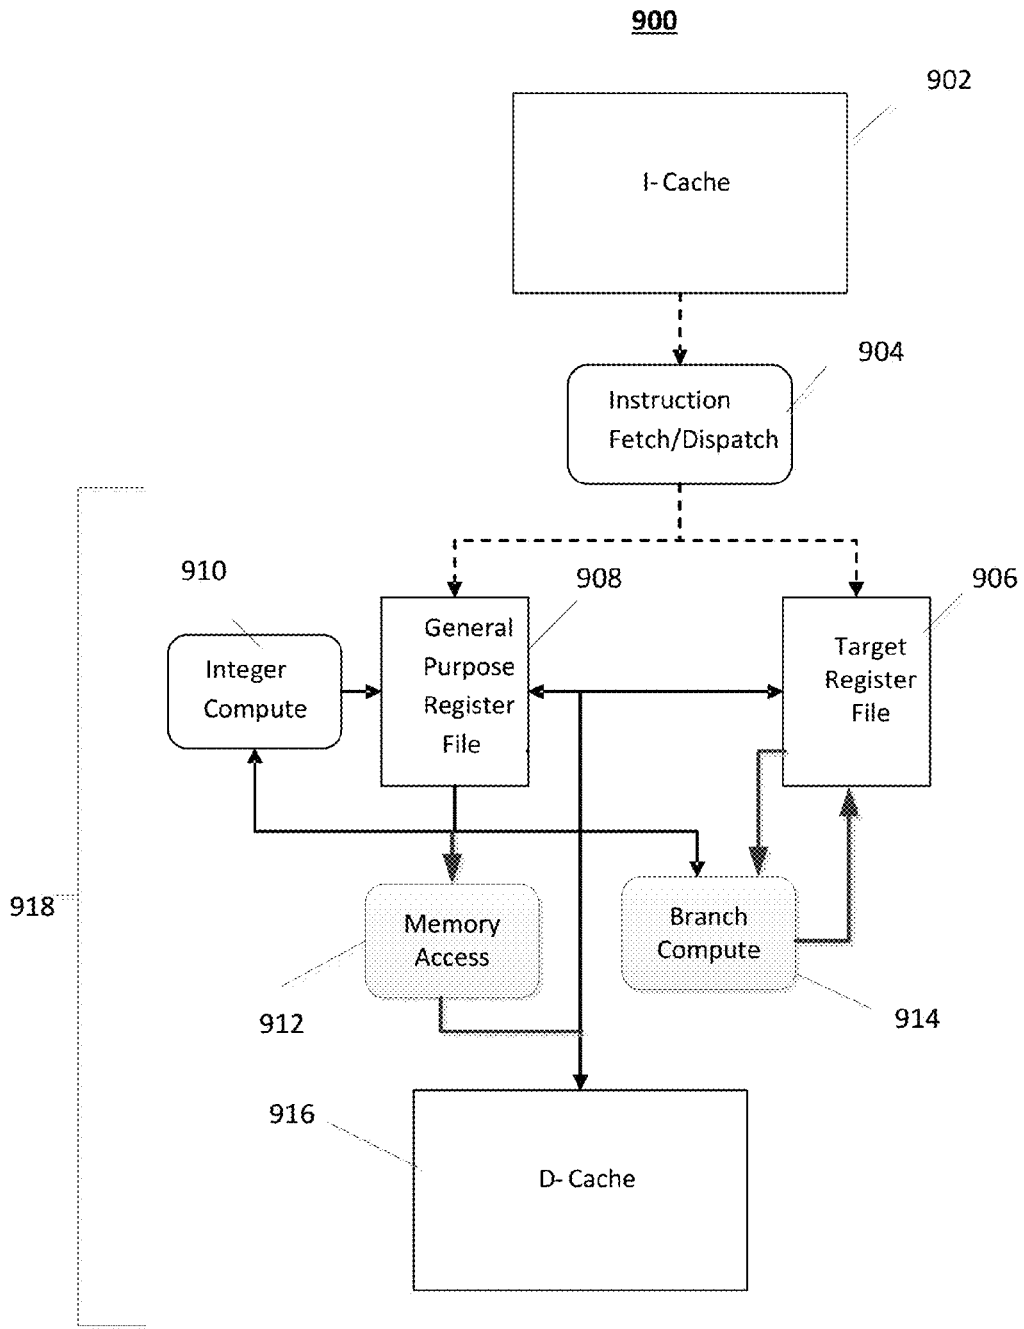 900
902
I-Cache
904
Instruction
Fetch/Dispatch
910
908
906
General
Purpose
Register
File
Target
Register
File
Integer
Compute
918
Memory
Access
Branch
Compute
912
914
916
D-Cache